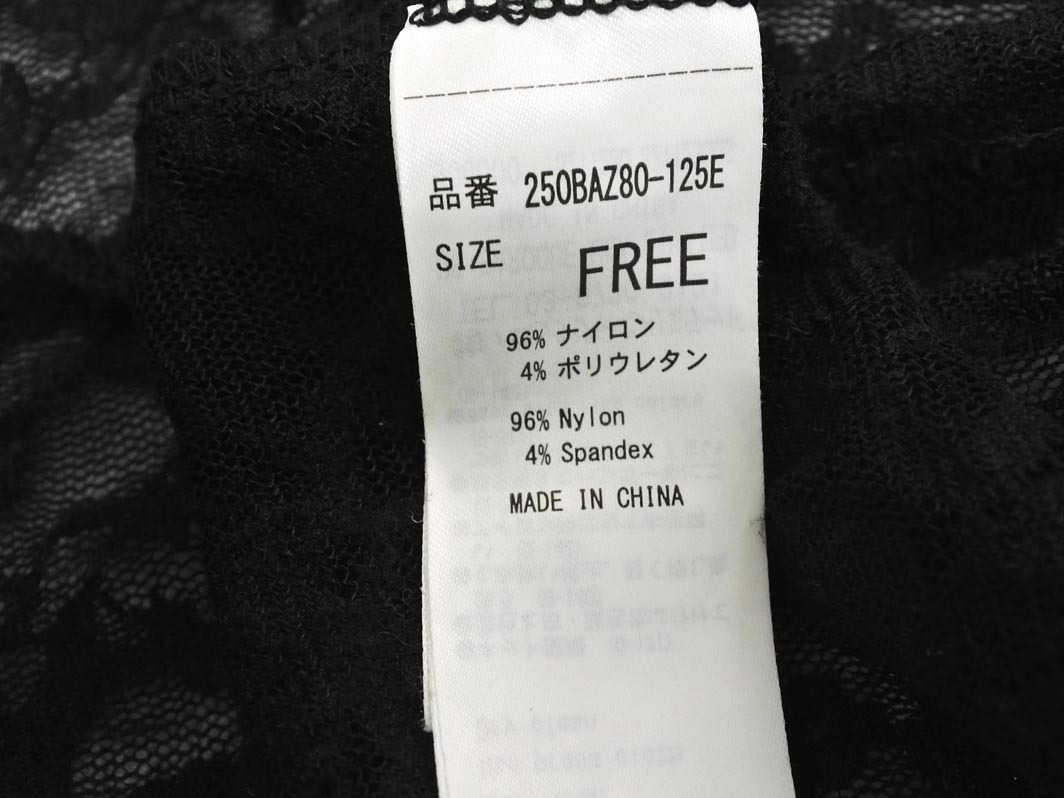 品番 250BAZ80-125E
SIZE FREE
96% ナイロン
4% ポリウレタン
96% Nylon
4% Spandex
MADE IN CHINA